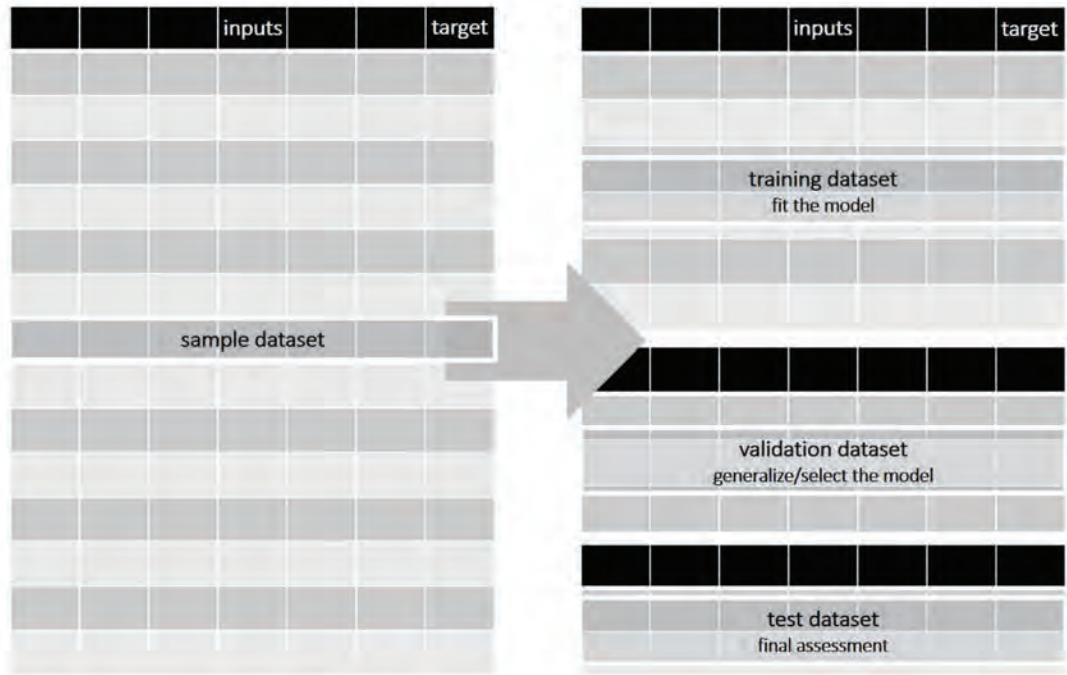 inputs target
sample dataset
inputs target
training dataset
fit the model
validation dataset
generalize/select the model
test dataset
final assessment